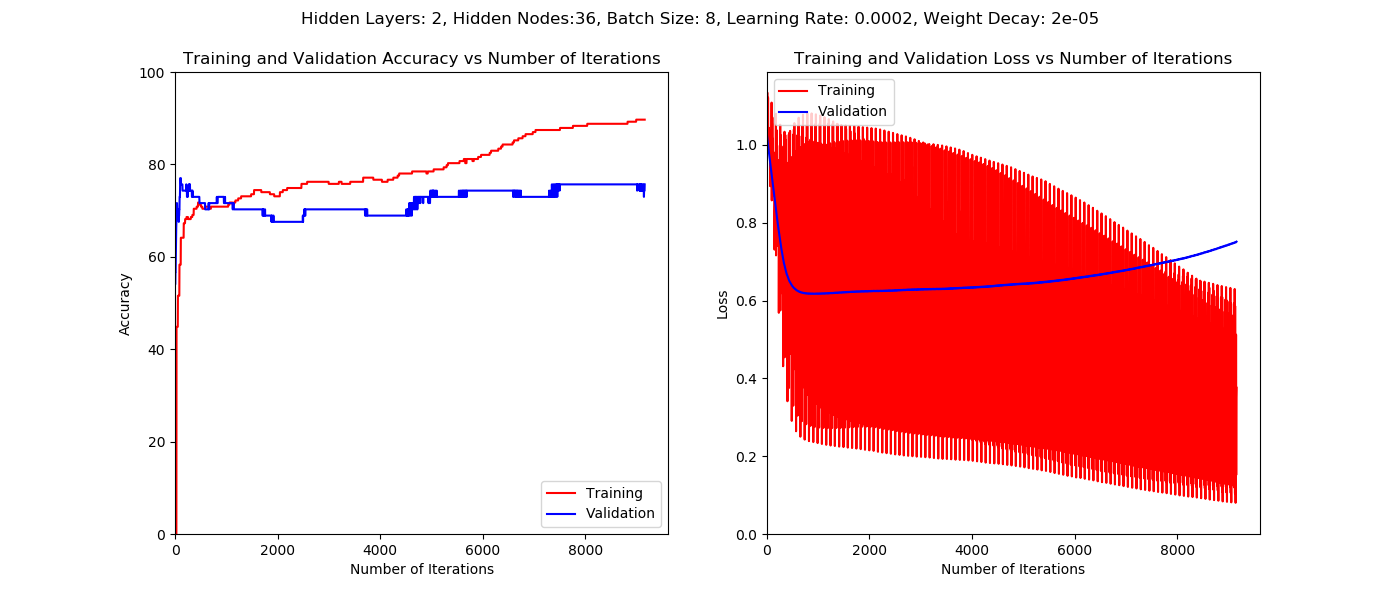 Hidden Layers: 2, Hidden Nodes:36, Batch Size: 8, Learning Rate: 0.0002, Weight Decay: 2e-05
Training and Validation Accuracy vs Number of Iterations
100
80
60
40
20
0
Accuracy
0 2000 4000 6000 8000
Number of Iterations
Training
Validation
Training and Validation Loss vs Number of Iterations
Training
Validation
1.0
0.8
0.6
0.4
0.2
0.0
Loss
0 2000 4000 6000 8000
Number of Iterations